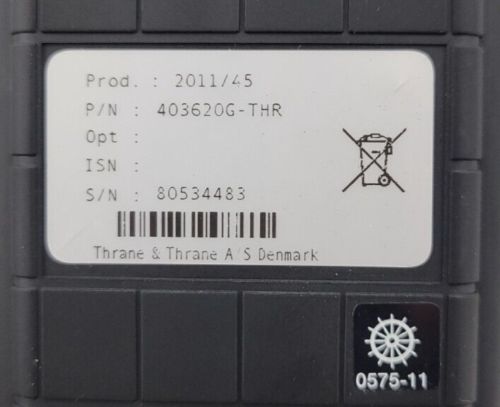 Prod. : 2011/45
P/N : 403620G-THR
Opt :
ISN :
S/N : 80534483
Thrane & Thrane A/S Denmark
0575-11